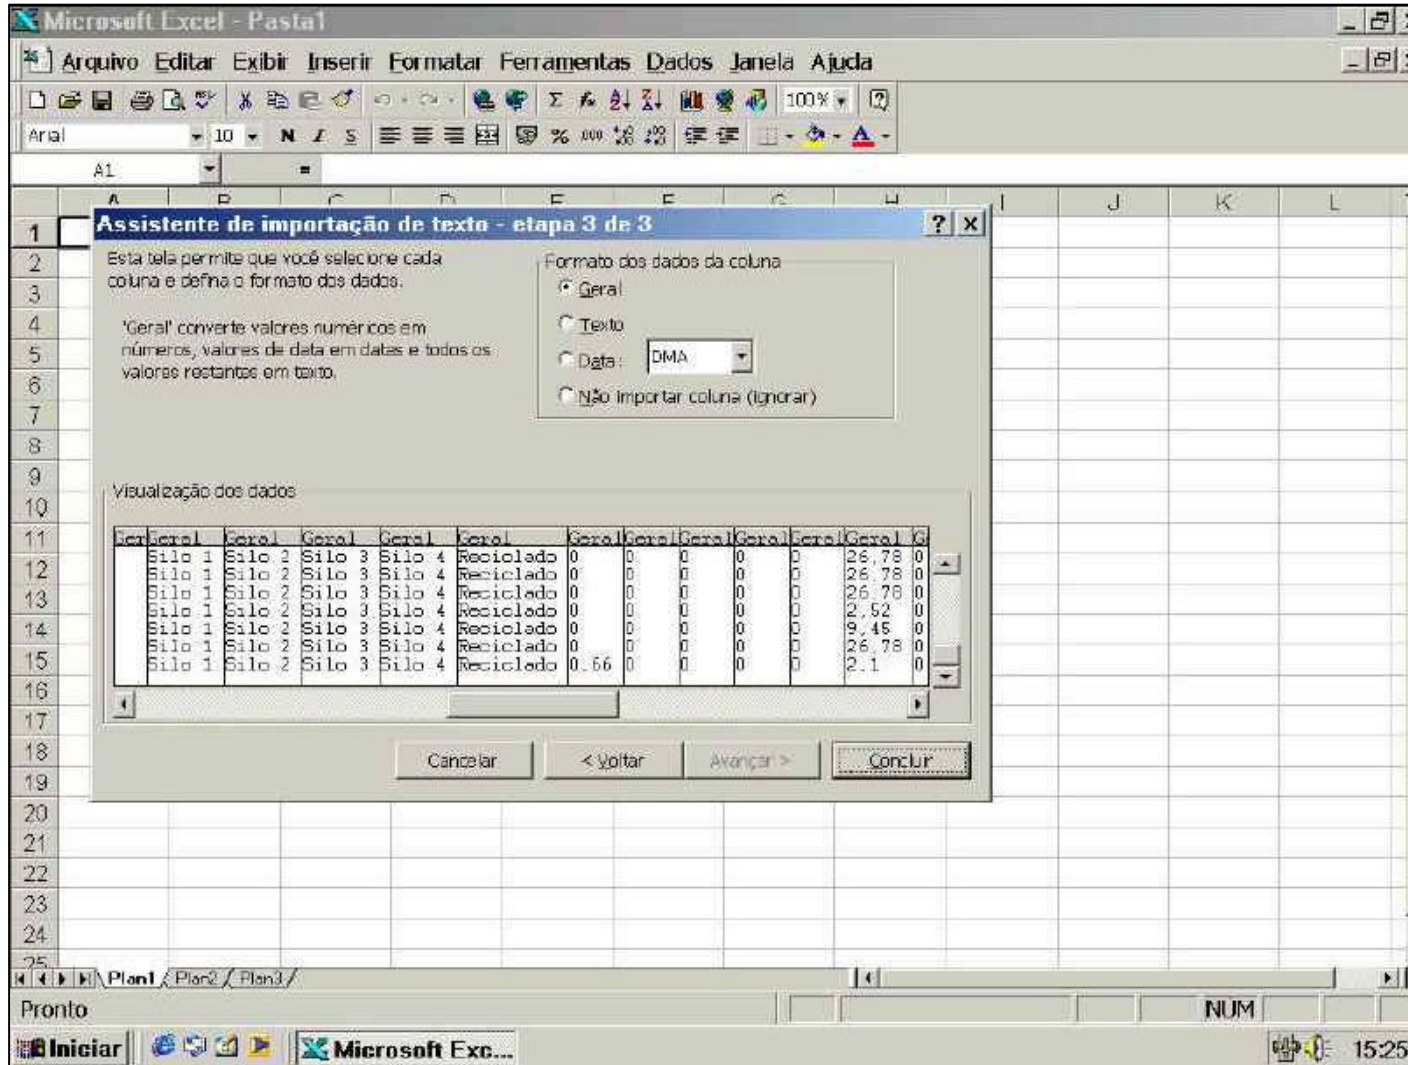 Microsoft Excel - Pasta1
Arquivo Editar Exibir Inserir Formatar Ferramentas Dados Janela Ajuda
100%
Arial 10 N I S % 000
A1 =
I J K L
Assistente de importação de texto - etapa 3 de 3
Esta tela permite que você selecione cada
coluna e defina o formato dos dados.
'Geral' converte valores numéricos em
números, valores de data em datas e todos os
valores restantes em texto.
Formato dos dados da coluna
Geral
Texto
Data: DMA
Não importar coluna (ignorar)
Visualização dos dados
Ger Geral Geral Geral Geral Geral Geral Geral Geral Geral Geral Geral G
Silo 1 Silo 2 Silo 3 Silo 4 Reciclado 0 0 0 0 0 26.78 0
Silo 1 Silo 2 Silo 3 Silo 4 Reciclado 0 0 0 0 0 26.78 0
Silo 1 Silo 2 Silo 3 Silo 4 Reciclado 0 0 0 0 0 26.78 0
Silo 1 Silo 2 Silo 3 Silo 4 Reciclado 0 0 0 0 0 2.52 0
Silo 1 Silo 2 Silo 3 Silo 4 Reciclado 0 0 0 0 0 9.45 0
Silo 1 Silo 2 Silo 3 Silo 4 Reciclado 0 0 0 0 0 26.78 0
Silo 1 Silo 2 Silo 3 Silo 4 Reciclado 0.66 0 0 0 0 2.1 0
Cancelar < Voltar Avançar > Concluir
1
2
3
4
5
6
7
8
9
10
11
12
13
14
15
16
17
18
19
20
21
22
23
24
25
Plan1 Plan2 Plan3
Pronto NUM
Iniciar Microsoft Exc... 15:25